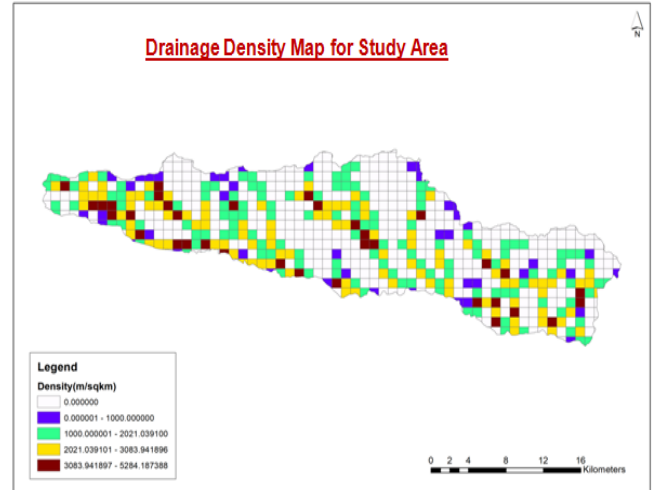 Drainage Density Map for Study Area
N
Legend
Density(m/sqkm)
0.000000
0.000001 - 1000.000000
1000.000001 - 2021.039100
2021.039101 - 3083.941896
3083.941897 - 5284.187388
0 2 4 8 12 16
Kilometers